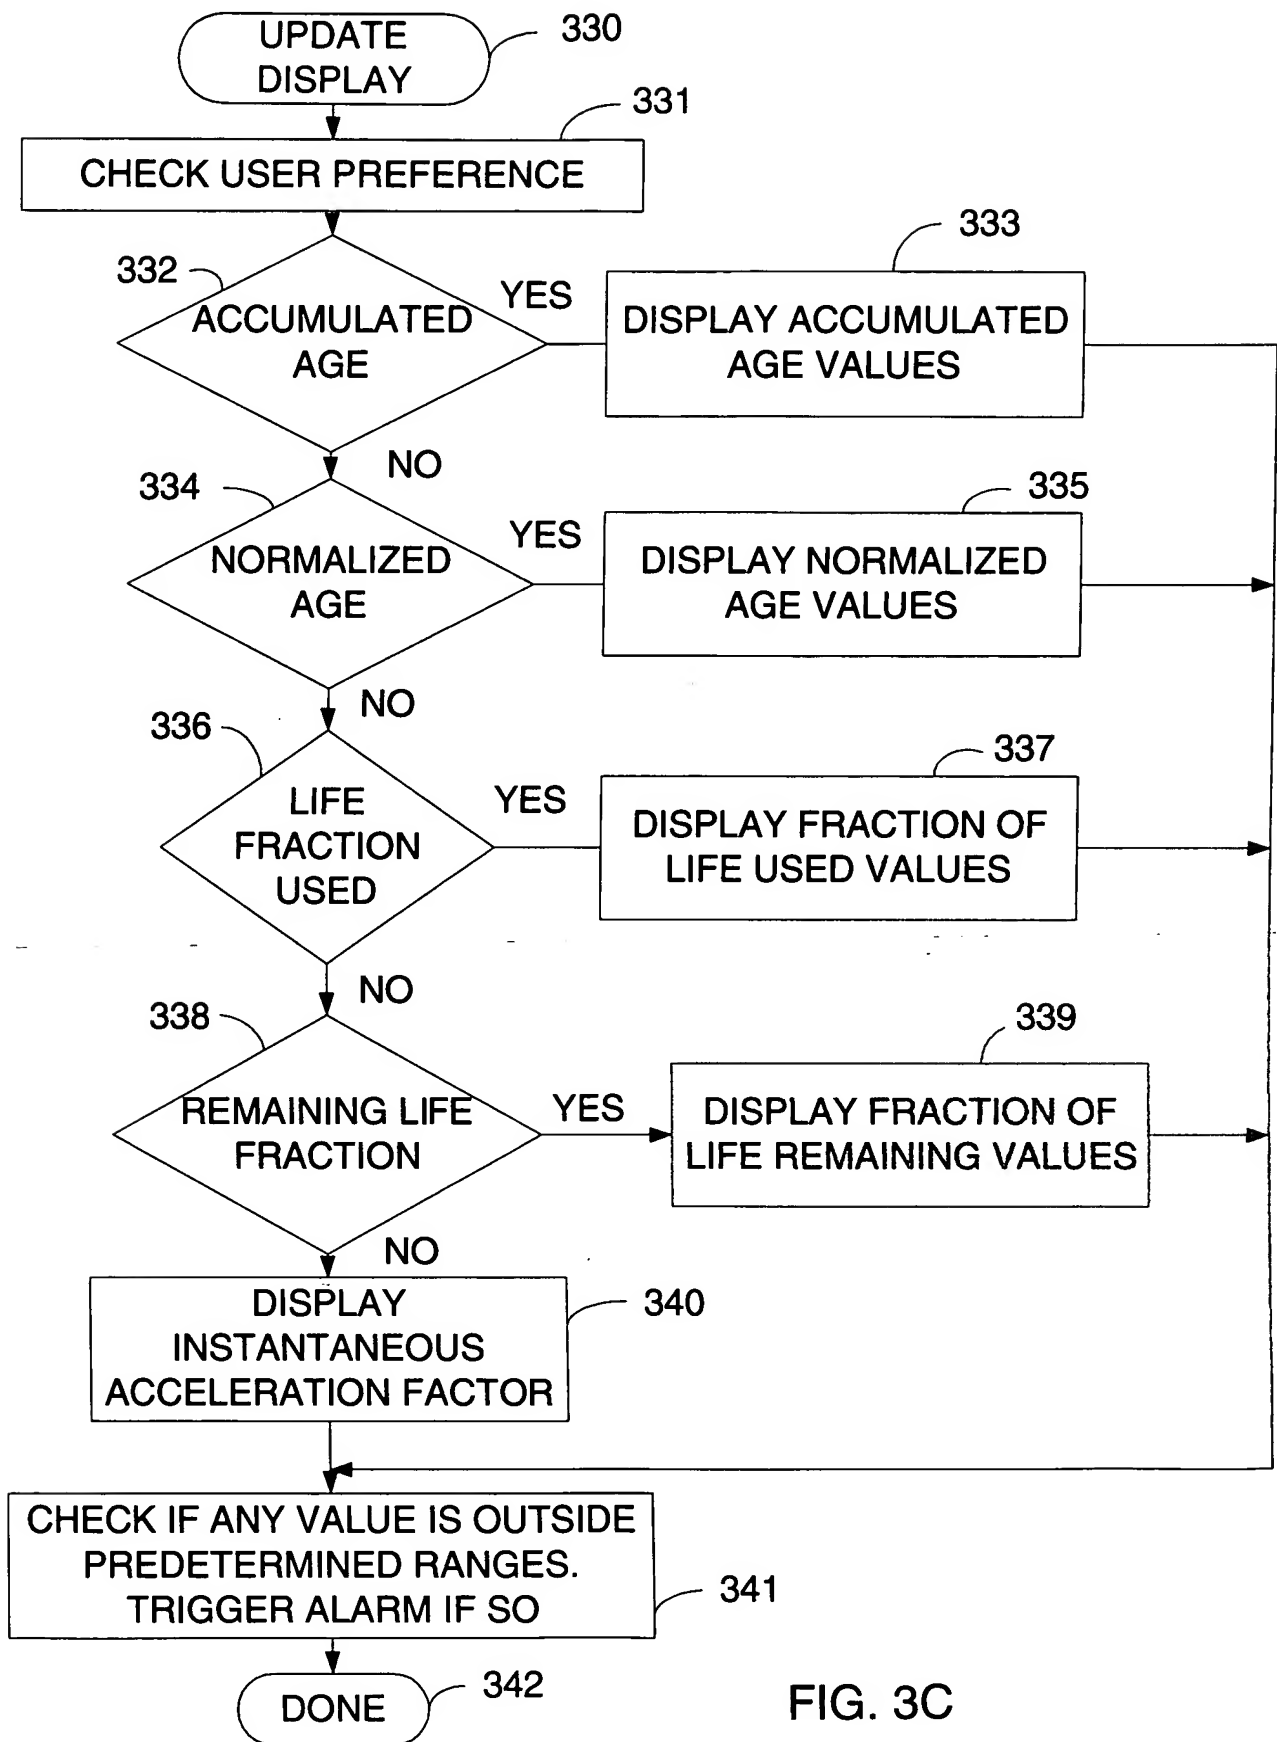 UPDATE
DISPLAY
330
331
CHECK USER PREFERENCE
332
ACCUMULATED
AGE
YES
333
DISPLAY ACCUMULATED
AGE VALUES
NO
334
NORMALIZED
AGE
YES
335
DISPLAY NORMALIZED
AGE VALUES
NO
336
LIFE
FRACTION
USED
YES
337
DISPLAY FRACTION OF
LIFE USED VALUES
NO
338
REMAINING LIFE
FRACTION
YES
339
DISPLAY FRACTION OF
LIFE REMAINING VALUES
NO
DISPLAY
INSTANTANEOUS
ACCELERATION FACTOR
340
CHECK IF ANY VALUE IS OUTSIDE
PREDETERMINED RANGES.
TRIGGER ALARM IF SO
341
DONE
342
FIG. 3C